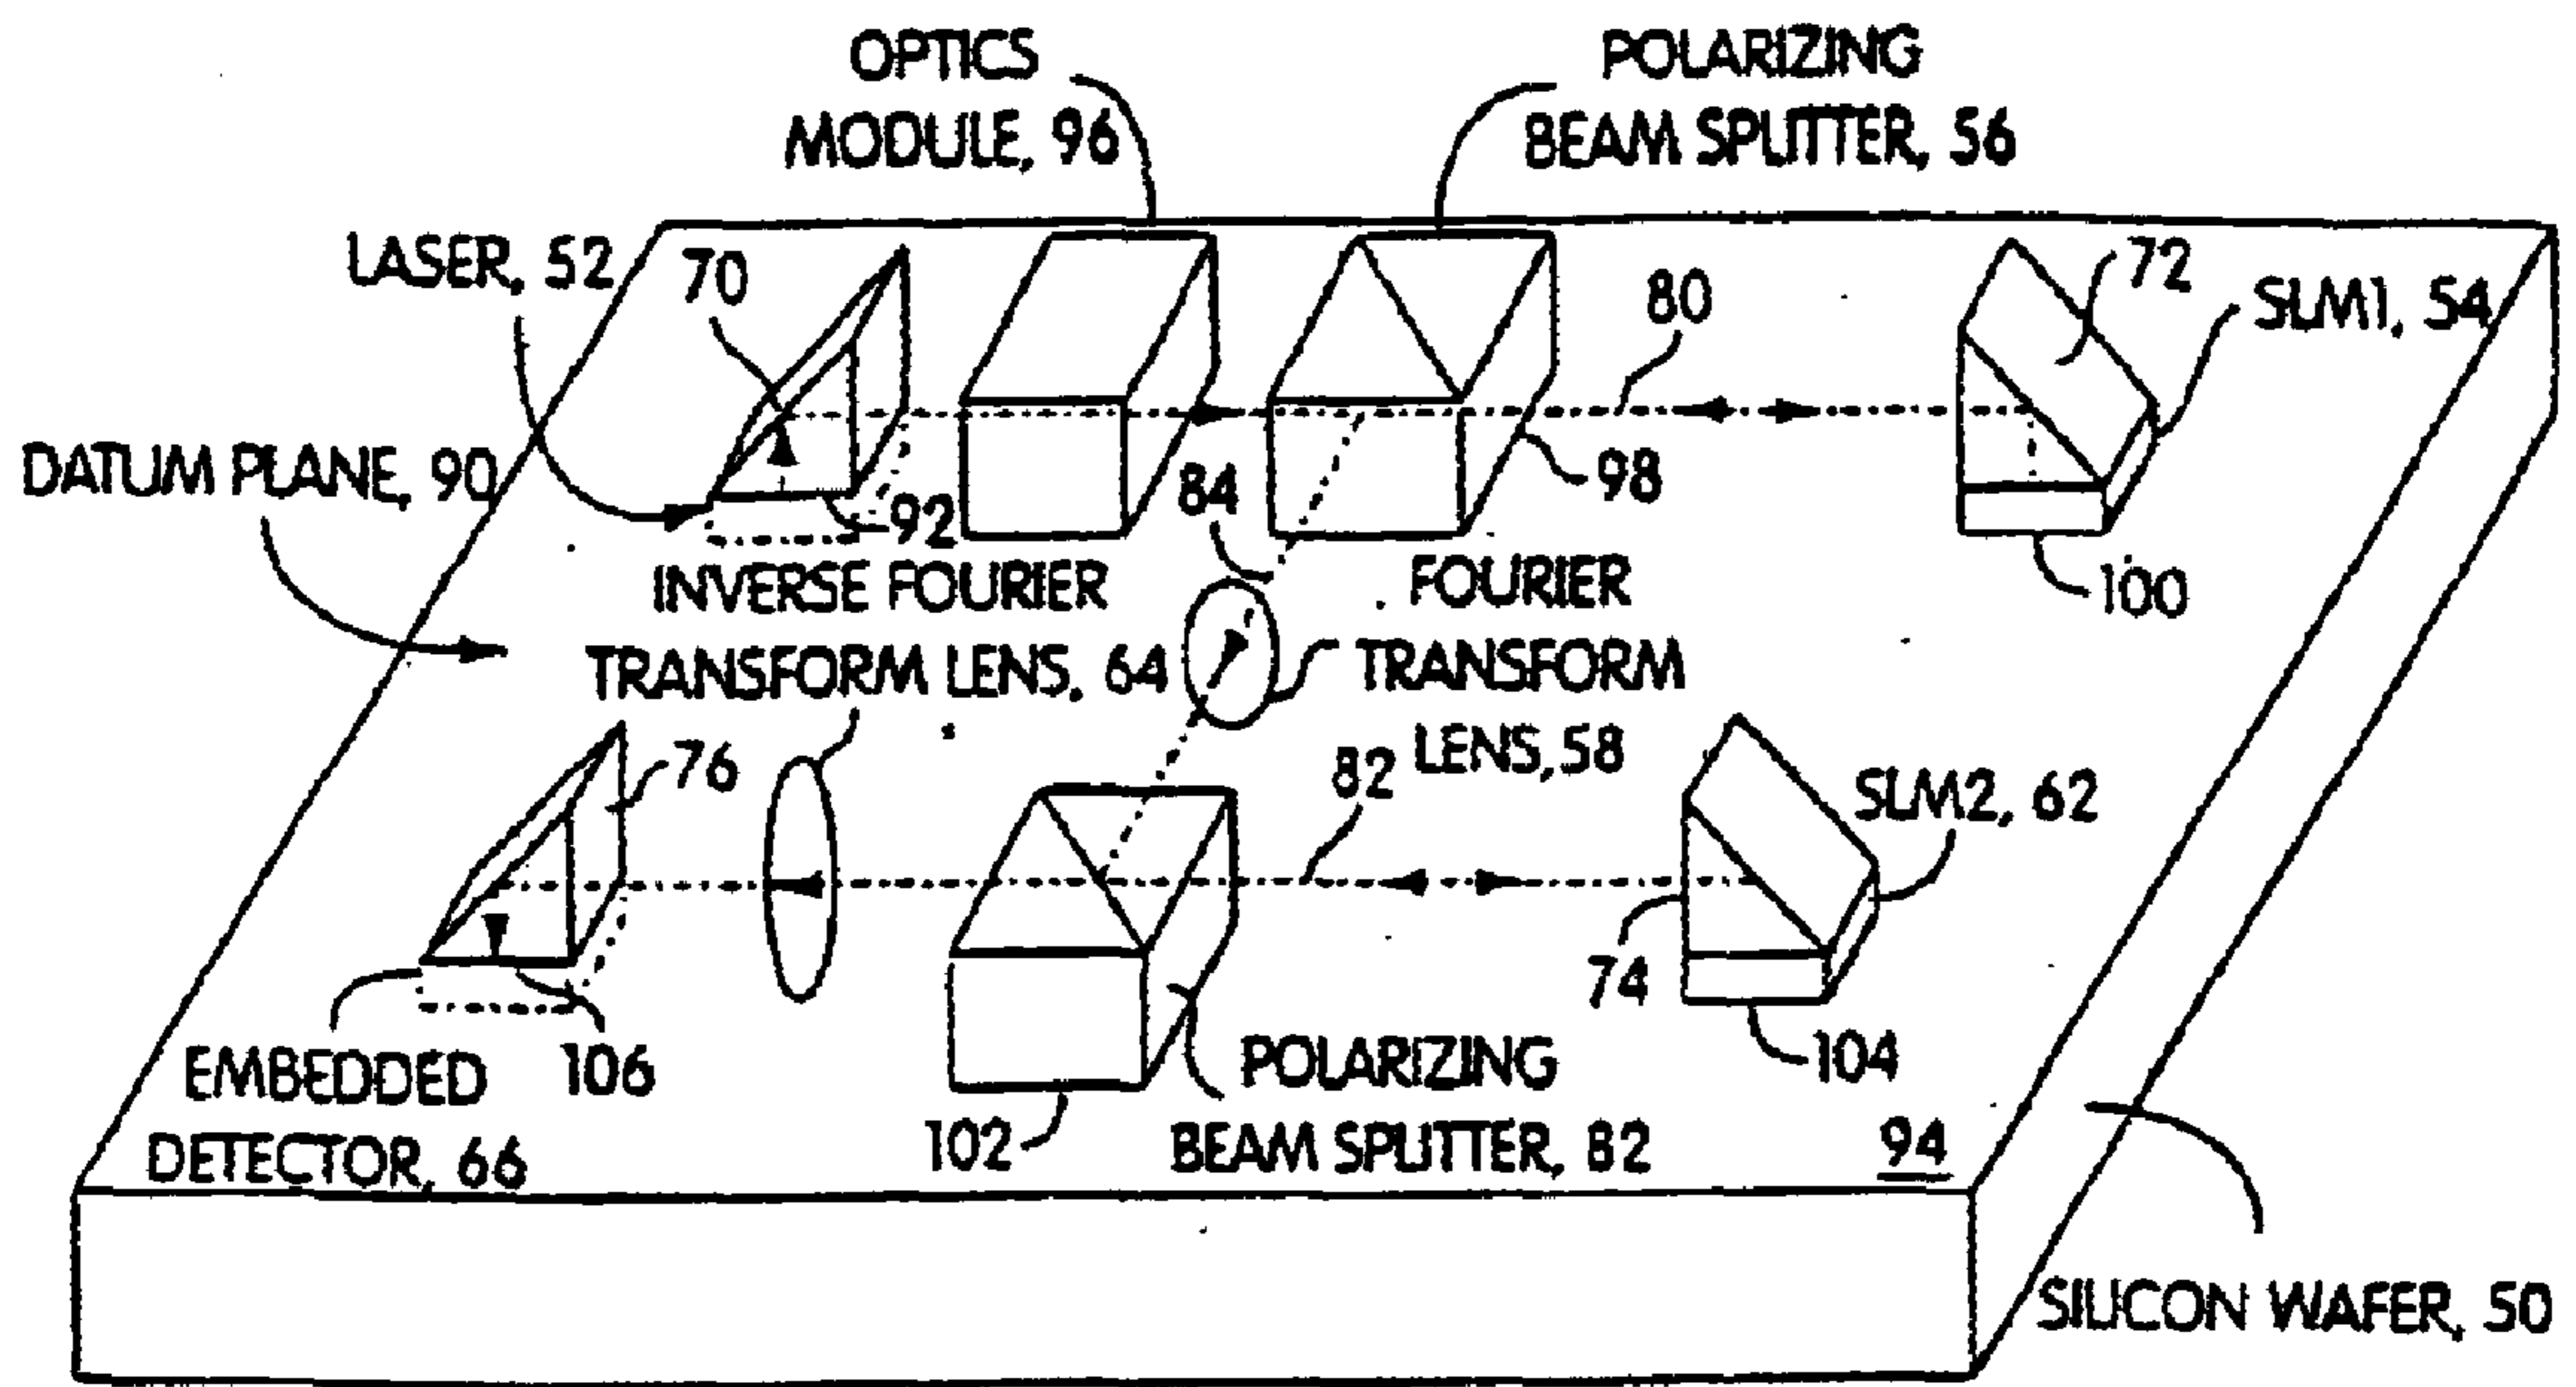 OPTICS
MODULE, 96
POLARIZING
BEAM SPLITTER, 56
LASER, 52
70
80
72
SLM1, 54
DATUM PLANE, 90
92
84
98
100
INVERSE FOURIER
TRANSFORM LENS, 64
FOURIER
TRANSFORM
LENS, 58
76
82
SLM2, 62
74
104
EMBEDDED
DETECTOR, 66
106
102
POLARIZING
BEAM SPLITTER, 82
94
SILICON WAFER, 50